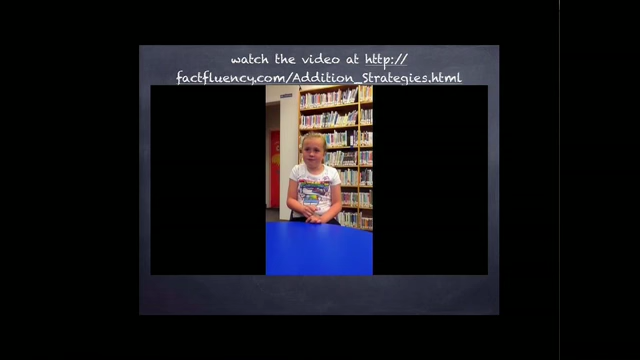 watch the video at http://
factfluency.com/Addition_Strategies.html